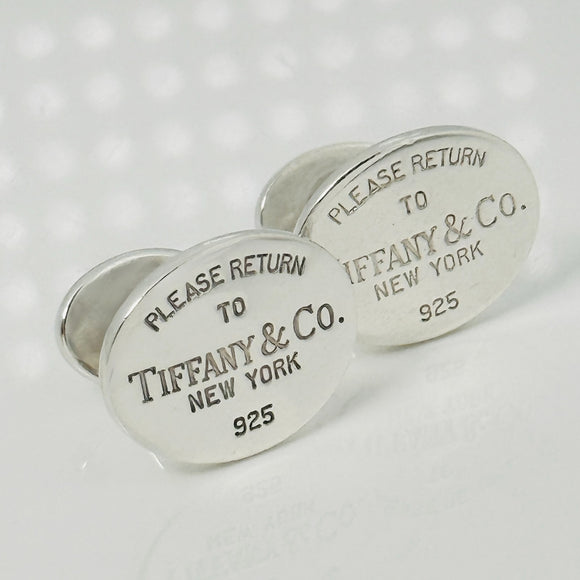 PLEASE RETURN
TO
TIFFANY & CO.
NEW YORK
925
PLEASE RETURN
TO
TIFFANY & CO.
NEW YORK
925